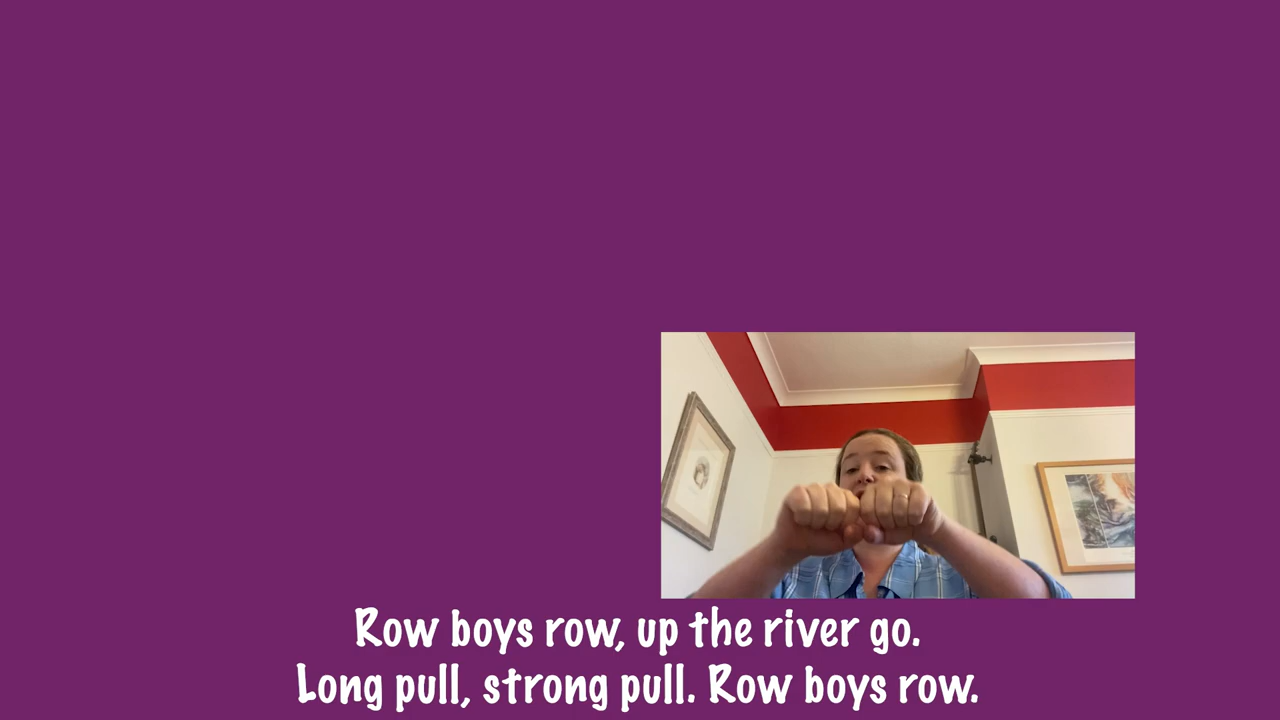 Row boys row, up the river go.
Long pull, strong pull. Row boys row.